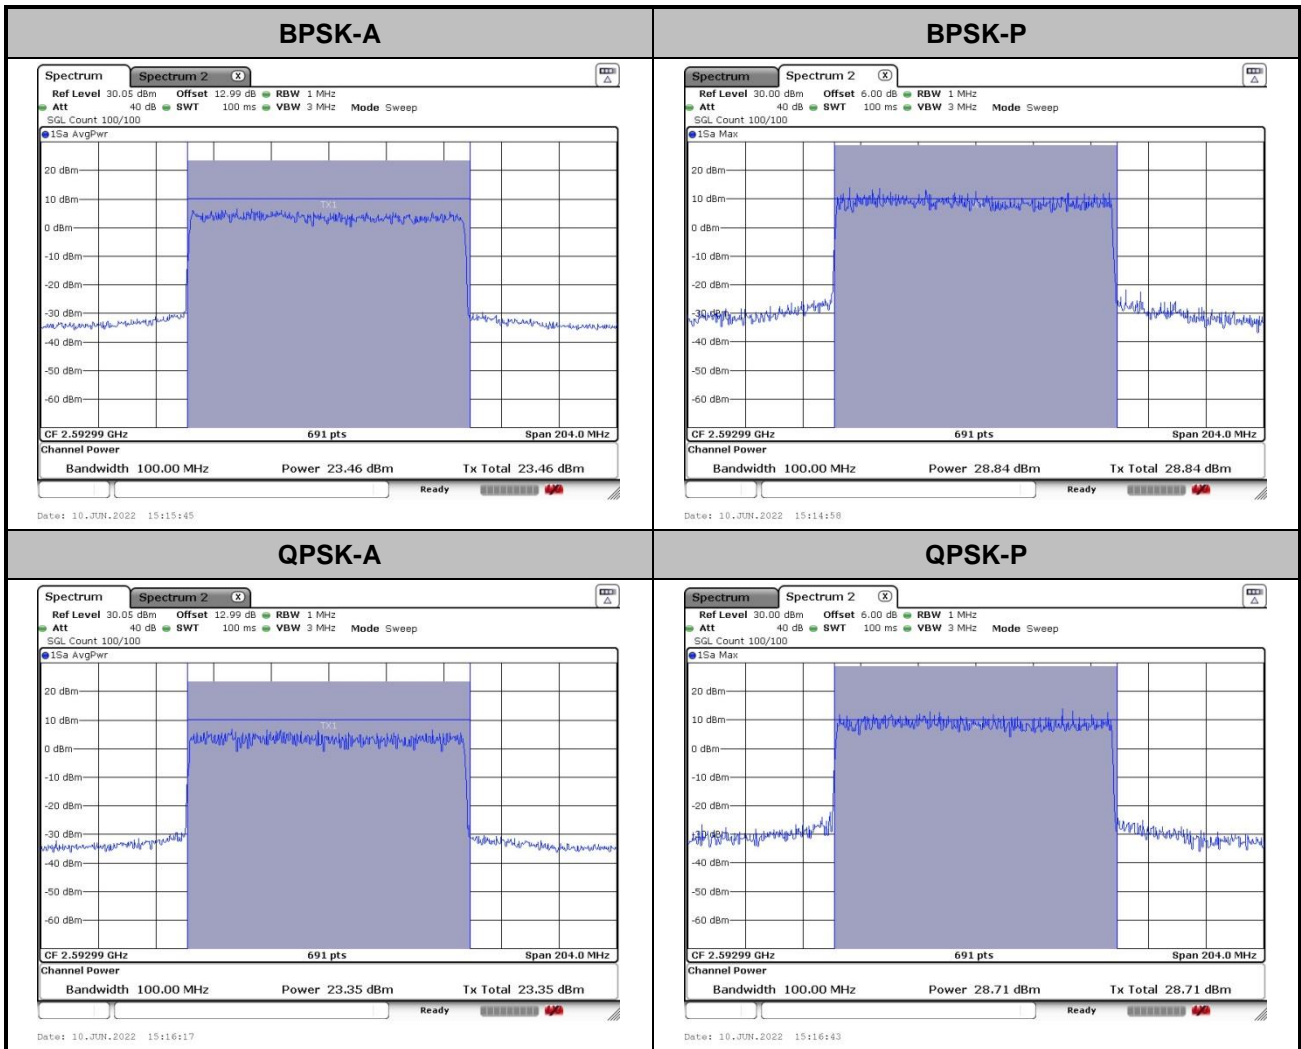 BPSK-A
BPSK-P
Spectrum Spectrum 2 X
Ref Level 30.05 dBm Offset 12.99 dB RBW 1 MHz
Att 40 dB SWT 100 ms VBW 3 MHz Mode Sweep
SGL Count 100/100
1Sa AvgPwr
20 dBm
10 dBm
TX1
0 dBm
-10 dBm
-20 dBm
-30 dBm
-40 dBm
-50 dBm
-60 dBm
CF 2.59299 GHz 691 pts Span 204.0 MHz
Channel Power
Bandwidth 100.00 MHz Power 23.46 dBm Tx Total 23.46 dBm
Ready
Date: 10.JUN.2022 15:15:45
Spectrum Spectrum 2 X
Ref Level 30.00 dBm Offset 6.00 dB RBW 1 MHz
Att 40 dB SWT 100 ms VBW 3 MHz Mode Sweep
SGL Count 100/100
1Sa Max
20 dBm
10 dBm
0 dBm
-10 dBm
-20 dBm
-30 dBm
-40 dBm
-50 dBm
-60 dBm
CF 2.59299 GHz 691 pts Span 204.0 MHz
Channel Power
Bandwidth 100.00 MHz Power 28.84 dBm Tx Total 28.84 dBm
Ready
Date: 10.JUN.2022 15:14:58
QPSK-A
QPSK-P
Spectrum Spectrum 2 X
Ref Level 30.05 dBm Offset 12.99 dB RBW 1 MHz
Att 40 dB SWT 100 ms VBW 3 MHz Mode Sweep
SGL Count 100/100
1Sa AvgPwr
20 dBm
10 dBm
TX1
0 dBm
-10 dBm
-20 dBm
-30 dBm
-40 dBm
-50 dBm
-60 dBm
CF 2.59299 GHz 691 pts Span 204.0 MHz
Channel Power
Bandwidth 100.00 MHz Power 23.35 dBm Tx Total 23.35 dBm
Ready
Date: 10.JUN.2022 15:16:17
Spectrum Spectrum 2 X
Ref Level 30.00 dBm Offset 6.00 dB RBW 1 MHz
Att 40 dB SWT 100 ms VBW 3 MHz Mode Sweep
SGL Count 100/100
1Sa Max
20 dBm
10 dBm
0 dBm
-10 dBm
-20 dBm
-30 dBm
-40 dBm
-50 dBm
-60 dBm
CF 2.59299 GHz 691 pts Span 204.0 MHz
Channel Power
Bandwidth 100.00 MHz Power 28.71 dBm Tx Total 28.71 dBm
Ready
Date: 10.JUN.2022 15:16:43